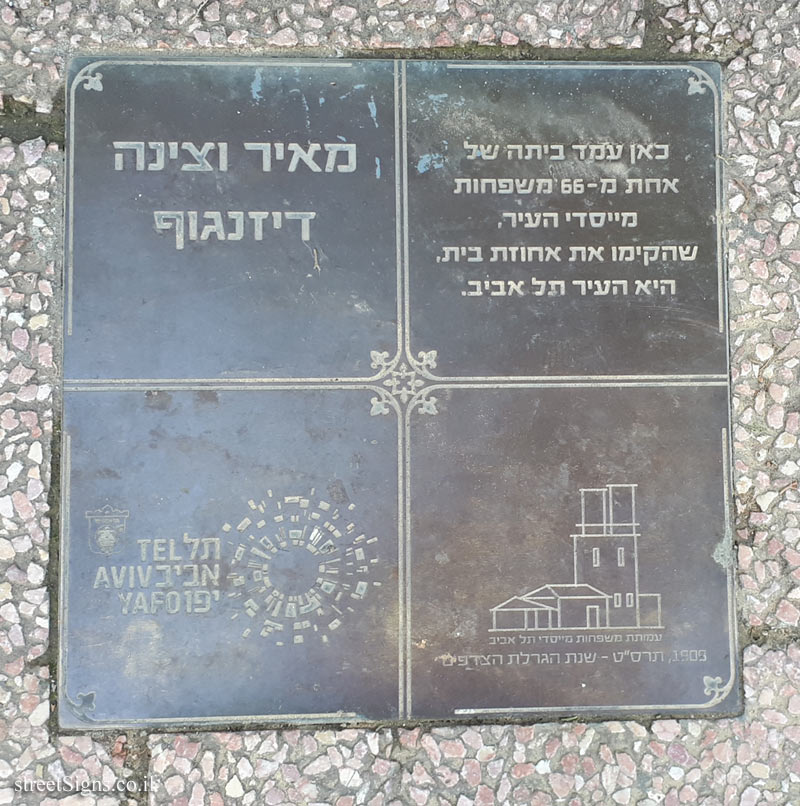 כאן עמד ביתה של
אחת מ-66 משפחות
מייסדי העיר,
שהקימו את אחוזת בית,
היא העיר תל אביב.
מאיר וצינה
דיזנגוף
עמותת משפחות מייסדי תל אביב
1909, תרס"ט - שנת הגרלת הצדפים
TEL תל
AVIV אביב
YAFO יפו
streetSigns.co.il